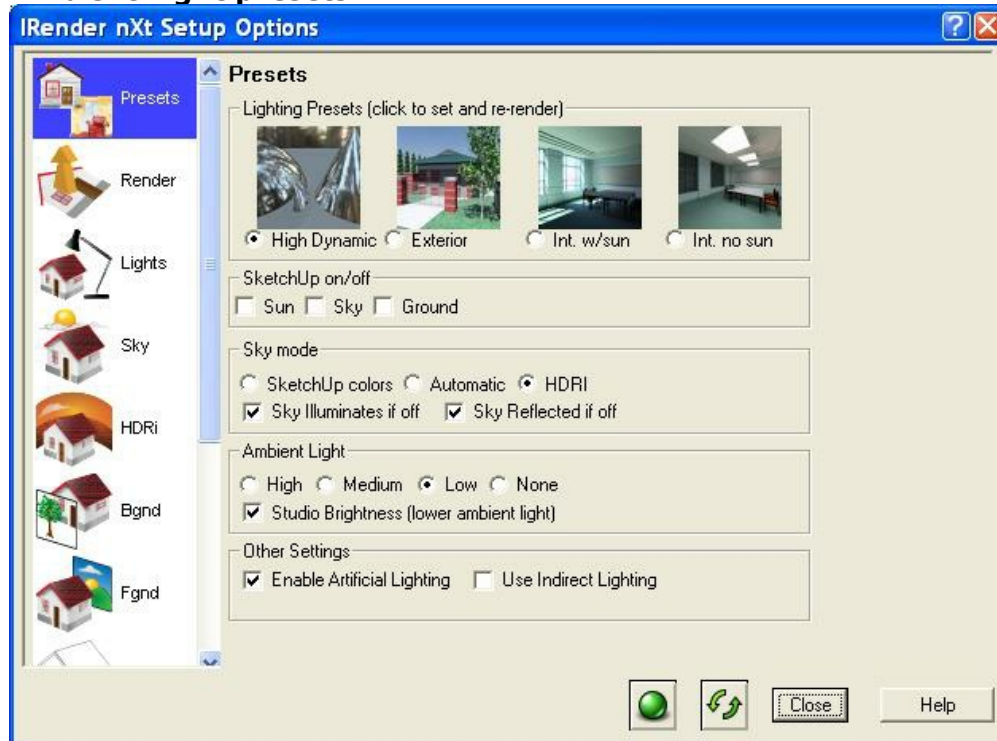 IRender nXt Setup Options
Presets
Render
Lights
Sky
HDRi
Bgnd
Fgnd
Presets
Lighting Presets (click to set and re-render)
High Dynamic Exterior Int. w/sun Int. no sun
SketchUp on/off
Sun Sky Ground
Sky mode
SketchUp colors Automatic HDRI
Sky Illuminates if off Sky Reflected if off
Ambient Light
High Medium Low None
Studio Brightness (lower ambient light)
Other Settings
Enable Artificial Lighting Use Indirect Lighting
Close Help